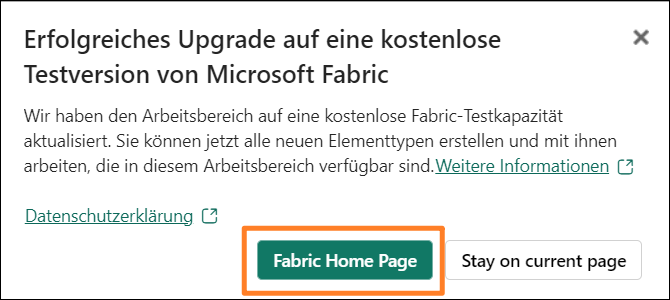 Erfolgreiches Upgrade auf eine kostenlose
Testversion von Microsoft Fabric
Wir haben den Arbeitsbereich auf eine kostenlose Fabric-Testkapazität
aktualisiert. Sie können jetzt alle neuen Elementtypen erstellen und mit ihnen
arbeiten, die in diesem Arbeitsbereich verfügbar sind.Weitere Informationen
Datenschutzerklärung
Fabric Home Page
Stay on current page